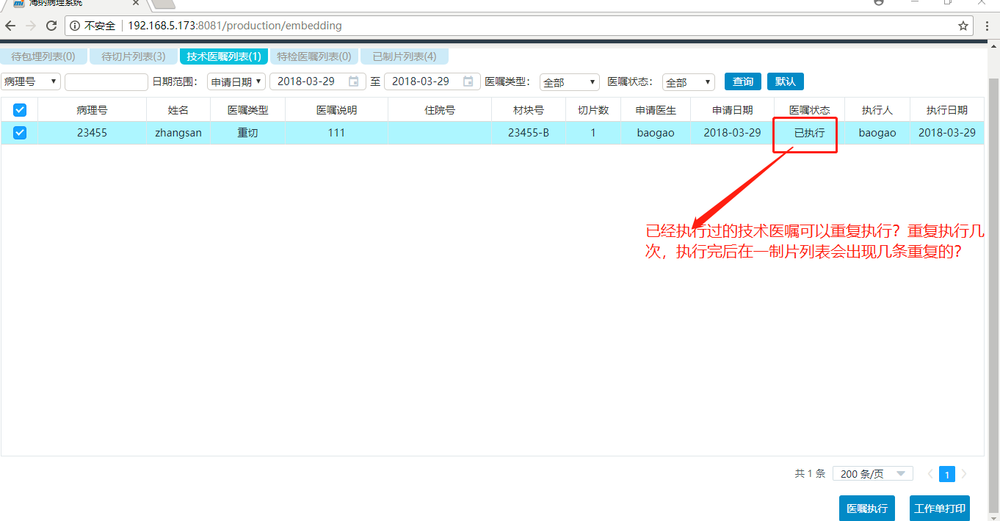 海纳病理系统
不安全 192.168.5.173:8081/production/embedding
待包埋列表(0) 待切片列表(3) 技术医嘱列表(1) 特检医嘱列表(0) 已制片列表(4)
病理号 日期范围: 申请日期 2018-03-29 至 2018-03-29 医嘱类型: 全部 医嘱状态: 全部 查询 默认
病理号 姓名 医嘱类型 医嘱说明 住院号 材块号 切片数 申请医生 申请日期 医嘱状态 执行人 执行日期
23455 zhangsan 重切 111 23455-B 1 baogao 2018-03-29 已执行 baogao 2018-03-29
已经执行过的技术医嘱可以重复执行？重复执行几
次，执行完后在一制片列表会出现几条重复的？
共 1 条 200 条/页 1
医嘱执行 工作单打印